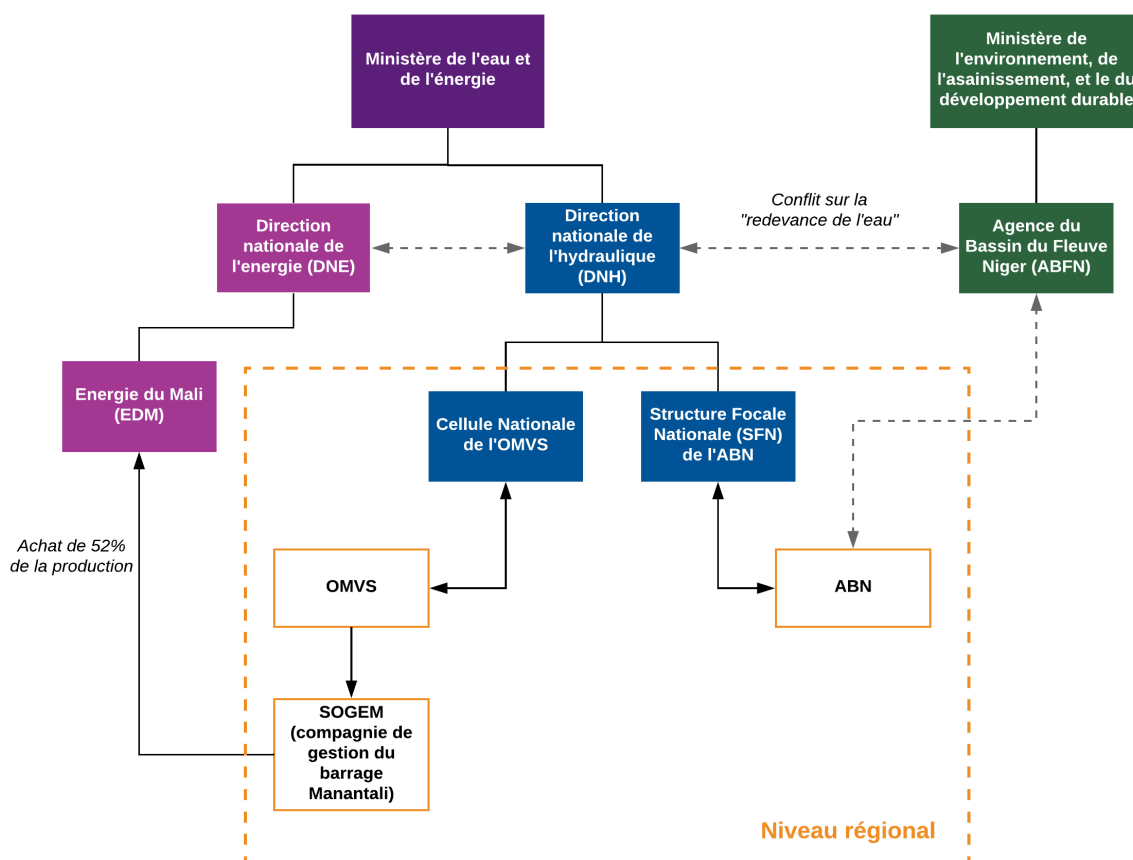 Ministère de l'eau et
de l'énergie
Ministère de
l'environnement, de
l'asainissement, et le du
développement durable
Direction
nationale de
l'energie (DNE)
Direction
nationale de
l'hydraulique
(DNH)
Conflit sur la
"redevance de l'eau"
Agence du
Bassin du Fleuve
Niger (ABFN)
Energie du Mali
(EDM)
Cellule Nationale
de l'OMVS
Structure Focale
Nationale (SFN)
de l'ABN
Achat de 52%
de la production
OMVS
ABN
SOGEM
(compagnie de
gestion du
barrage
Manantali)
Niveau régional